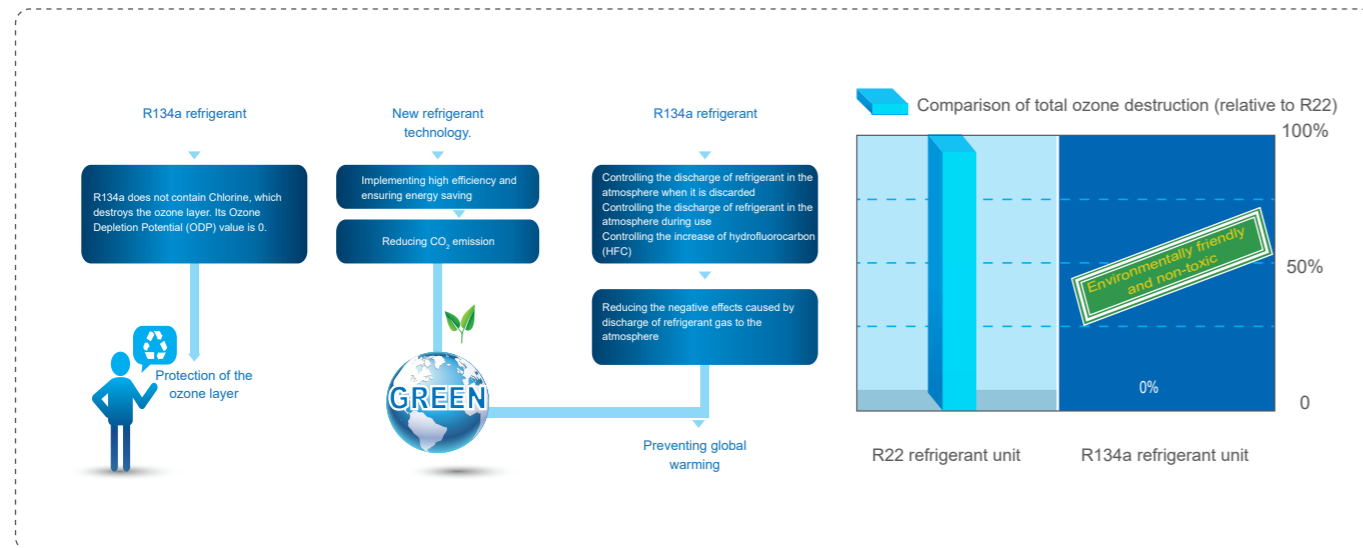 R134a refrigerant
R134a does not contain Chlorine, which
destroys the ozone layer. Its Ozone
Depletion Potential (ODP) value is 0.
Protection of the
ozone layer
New refrigerant
technology.
Implementing high efficiency and
ensuring energy saving
Reducing CO₂ emission
GREEN
R134a refrigerant
Controlling the discharge of refrigerant in the
atmosphere when it is discarded
Controlling the discharge of refrigerant in the
atmosphere during use
Controlling the increase of hydrofluorocarbon
(HFC)
Reducing the negative effects caused by
discharge of refrigerant gas to the
atmosphere
Preventing global
warming
Comparison of total ozone destruction (relative to R22)
100%
50%
0
Environmentally friendly
and non-toxic
0%
R22 refrigerant unit
R134a refrigerant unit